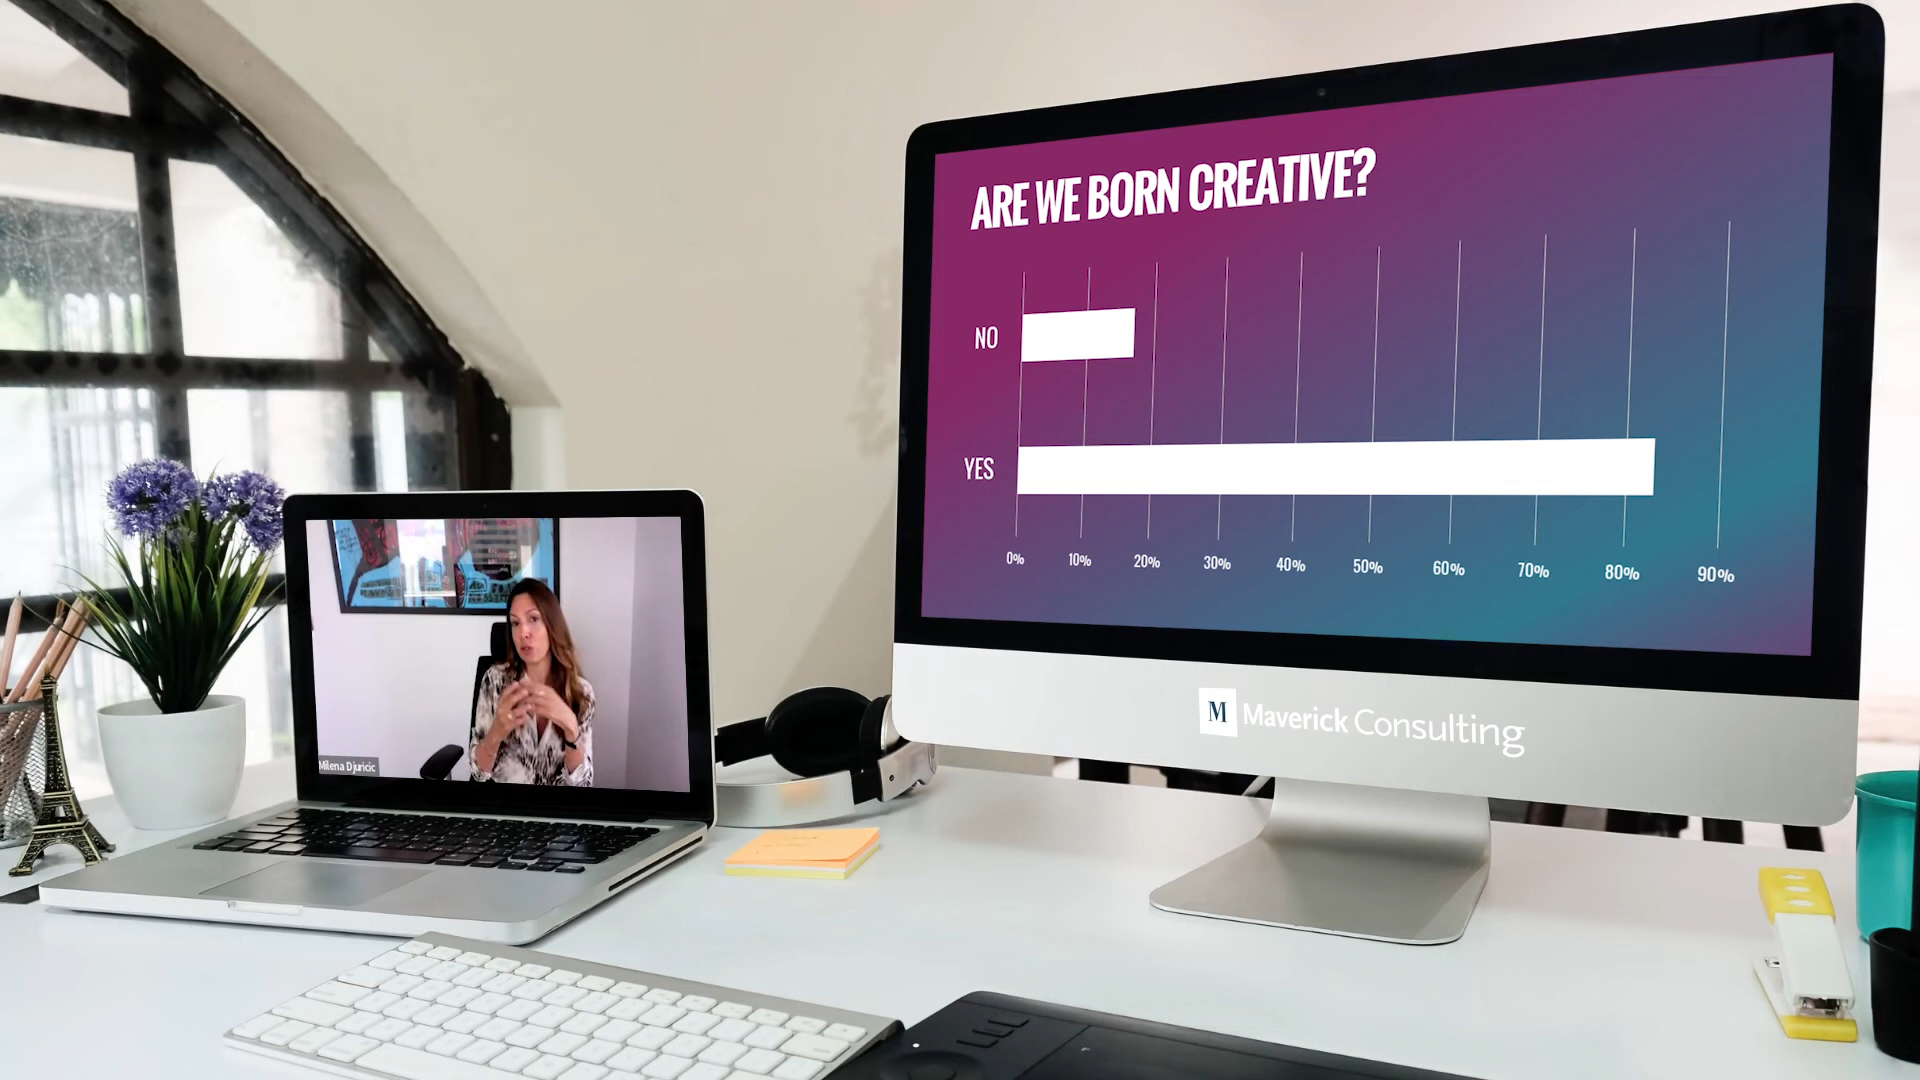 ARE WE BORN CREATIVE?
NO
YES
0% 10% 20% 30% 40% 50% 60% 70% 80% 90%
M Maverick Consulting
Milena Djuricic